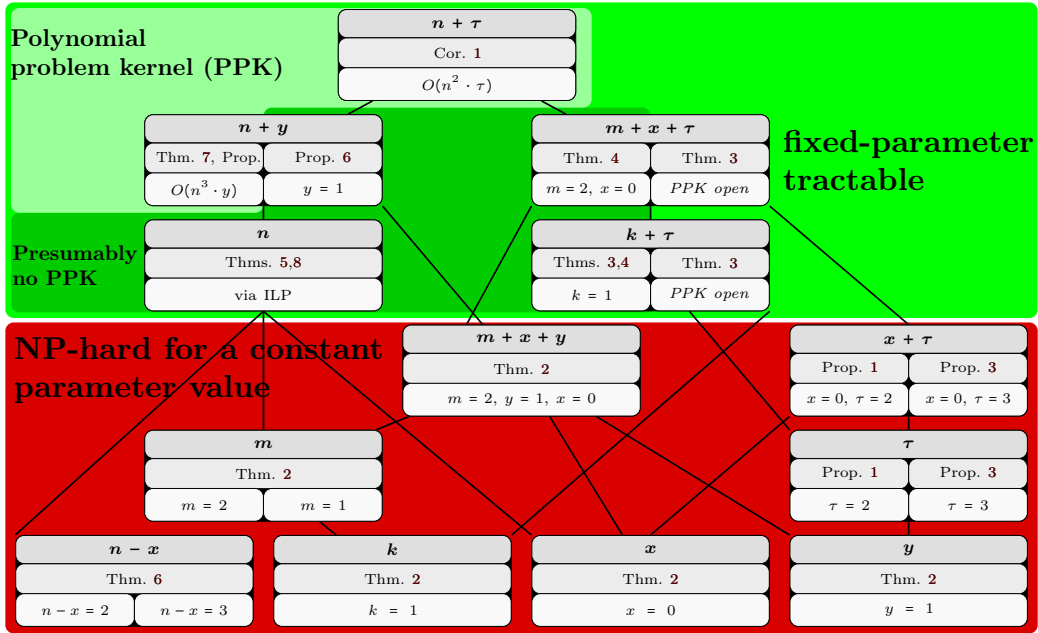 n + τ
Cor. 1
O(n² · τ)
Polynomial
problem kernel (PPK)
n + y
Thm. 7, Prop. Prop. 6
O(n³ · y) y = 1
m + x + τ
Thm. 4 Thm. 3
m = 2, x = 0 PPK open
fixed-parameter
tractable
n
Thms. 5,8
via ILP
k + τ
Thms. 3,4 Thm. 3
k = 1 PPK open
Presumably
no PPK
NP-hard for a constant
parameter value
m + x + y
Thm. 2
m = 2, y = 1, x = 0
x + τ
Prop. 1 Prop. 3
x = 0, τ = 2 x = 0, τ = 3
m
Thm. 2
m = 2 m = 1
τ
Prop. 1 Prop. 3
τ = 2 τ = 3
n − x
Thm. 6
n − x = 2 n − x = 3
k
Thm. 2
k = 1
x
Thm. 2
x = 0
y
Thm. 2
y = 1